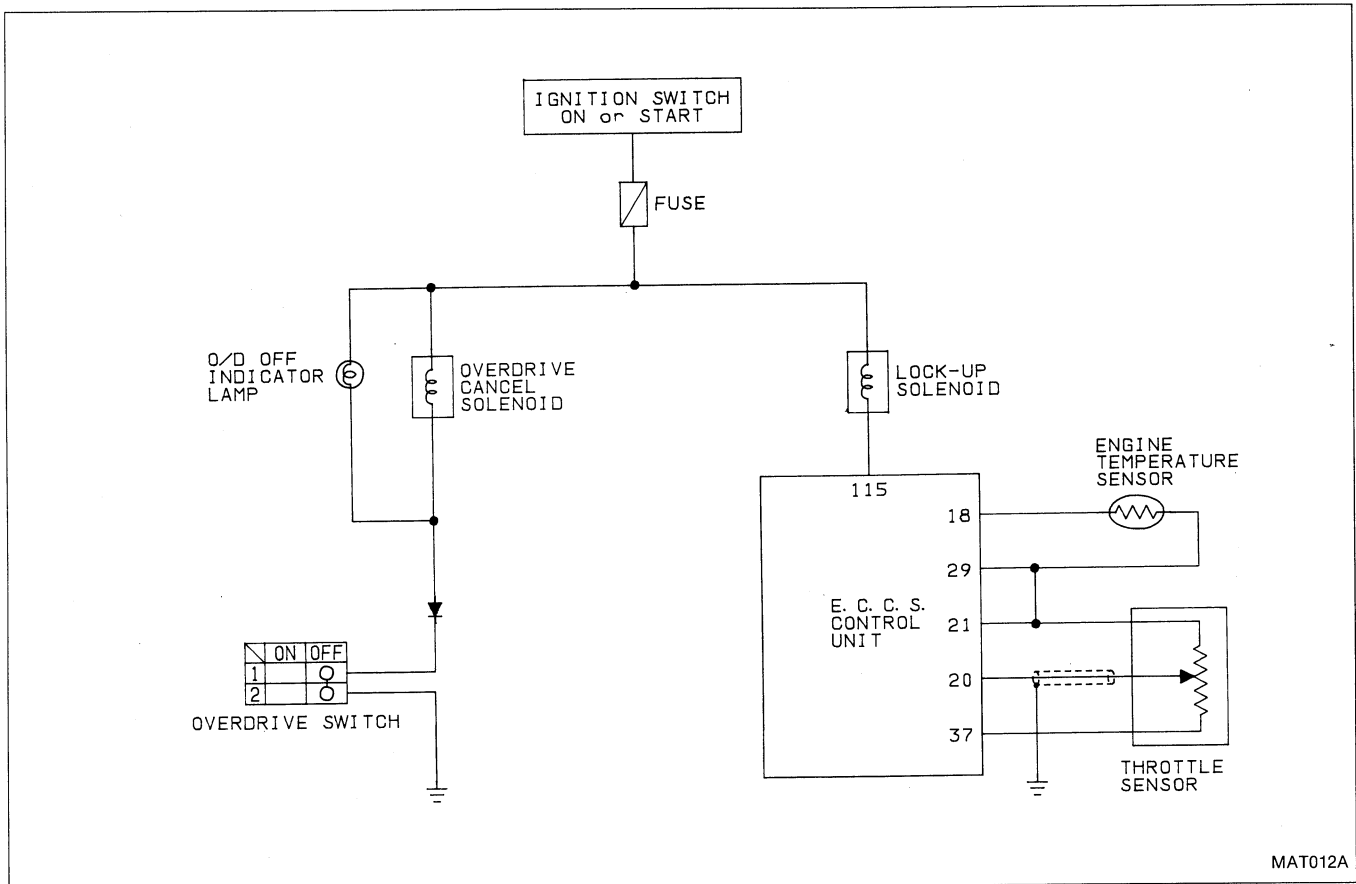 IGNITION SWITCH
ON or START
FUSE
O/D OFF
INDICATOR
LAMP
OVERDRIVE
CANCEL
SOLENOID
LOCK-UP
SOLENOID
ENGINE
TEMPERATURE
SENSOR
115
18
29
E. C. C. S.
CONTROL
UNIT
21
20
37
ON OFF
1
2
OVERDRIVE SWITCH
THROTTLE
SENSOR
MAT012A